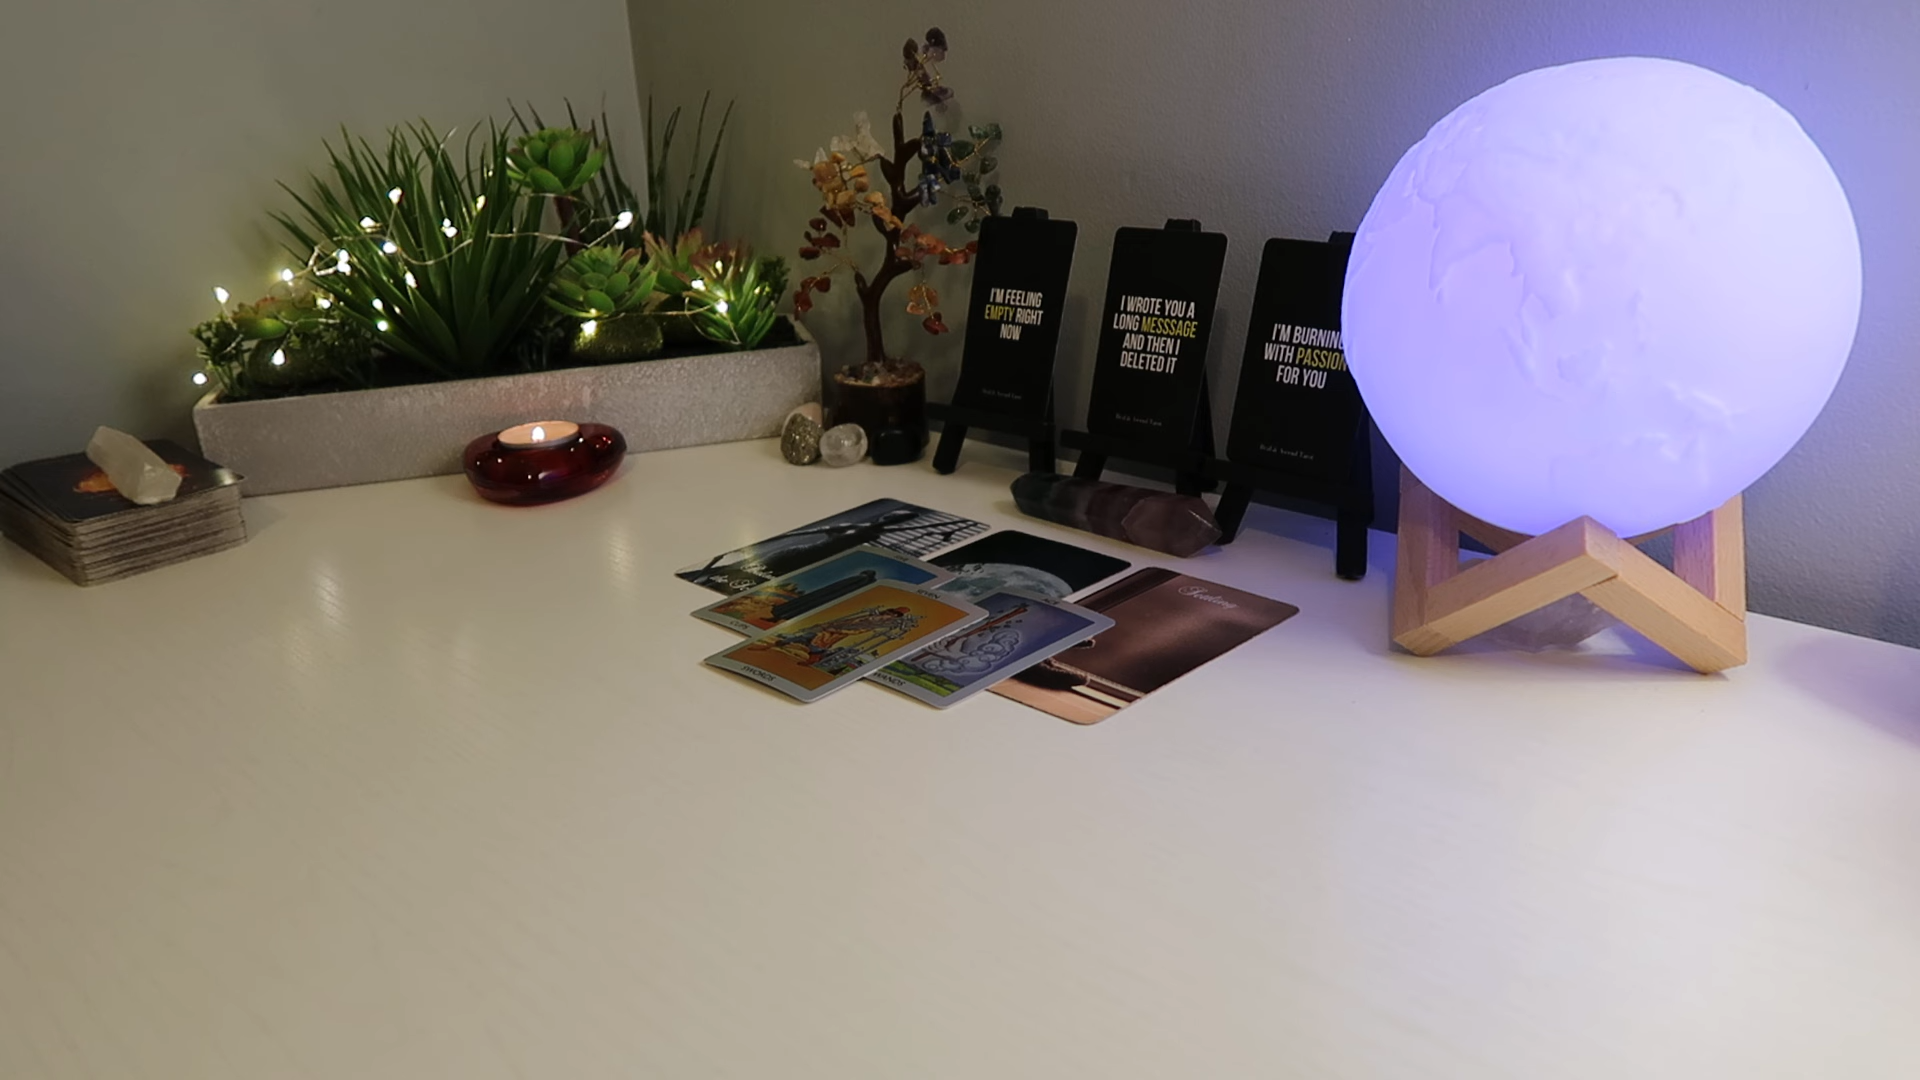 I'M FEELING
EMPTY RIGHT
NOW
I WROTE YOU A
LONG MESSSAGE
AND THEN I
DELETED IT
I'M BURNING
WITH PASSION
FOR YOU
SEVEN
CUPS
SWORDS
WANDS